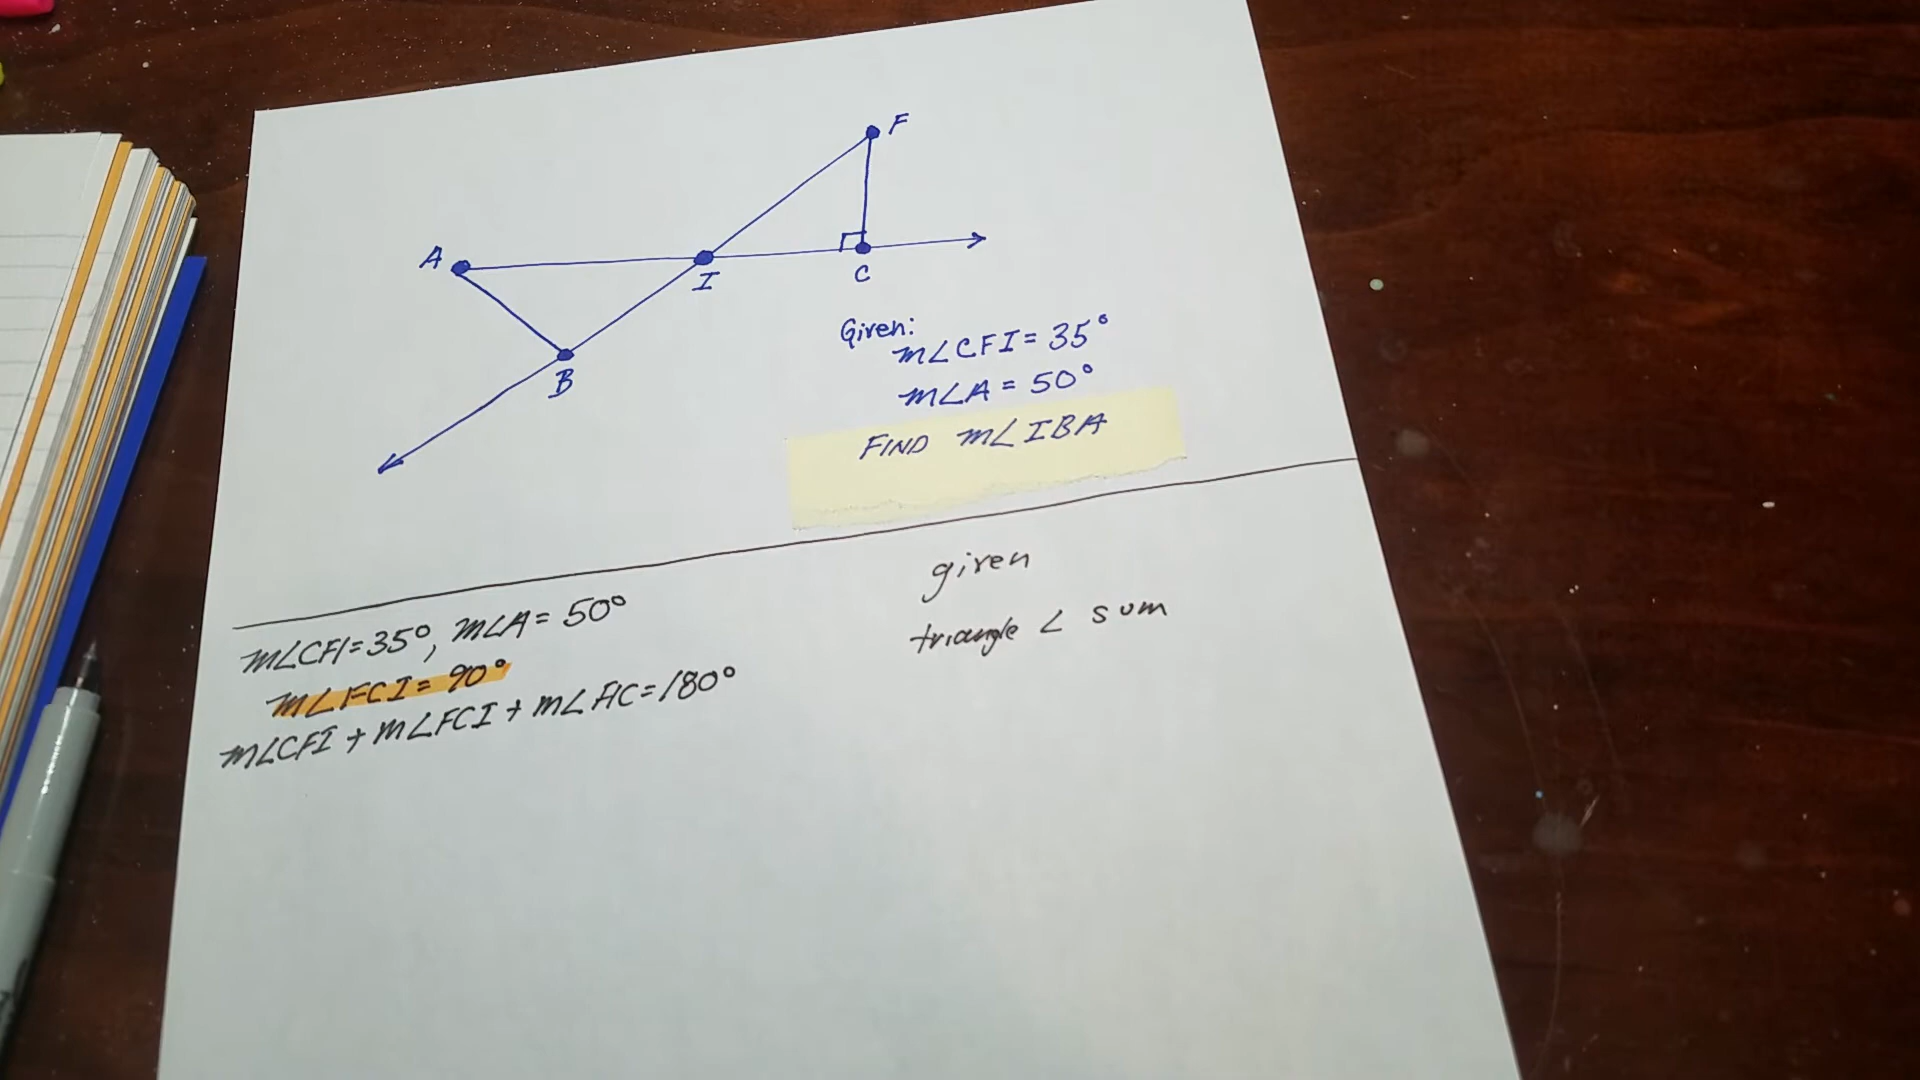 F
A
I
C
B
Given:
m∠CFI = 35°
m∠A = 50°
FIND m∠IBA
given
m∠CFI = 35°, m∠A = 50°
triangle ∠ sum
m∠FCI = 90°
m∠CFI + m∠FCI + m∠FIC = 180°